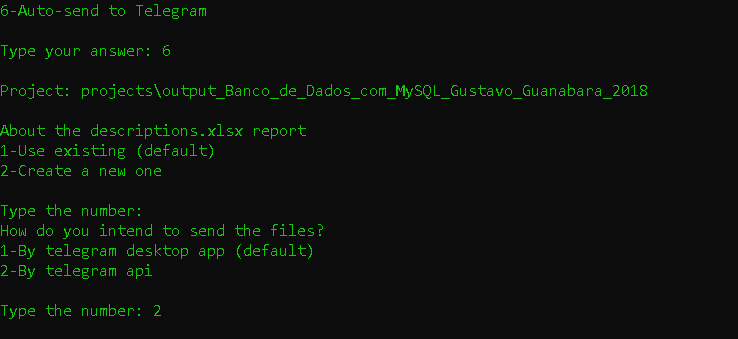 6-Auto-send to Telegram
Type your answer: 6
Project: projects\output_Banco_de_Dados_com_MySQL_Gustavo_Guanabara_2018
About the descriptions.xlsx report
1-Use existing (default)
2-Create a new one
Type the number:
How do you intend to send the files?
1-By telegram desktop app (default)
2-By telegram api
Type the number: 2